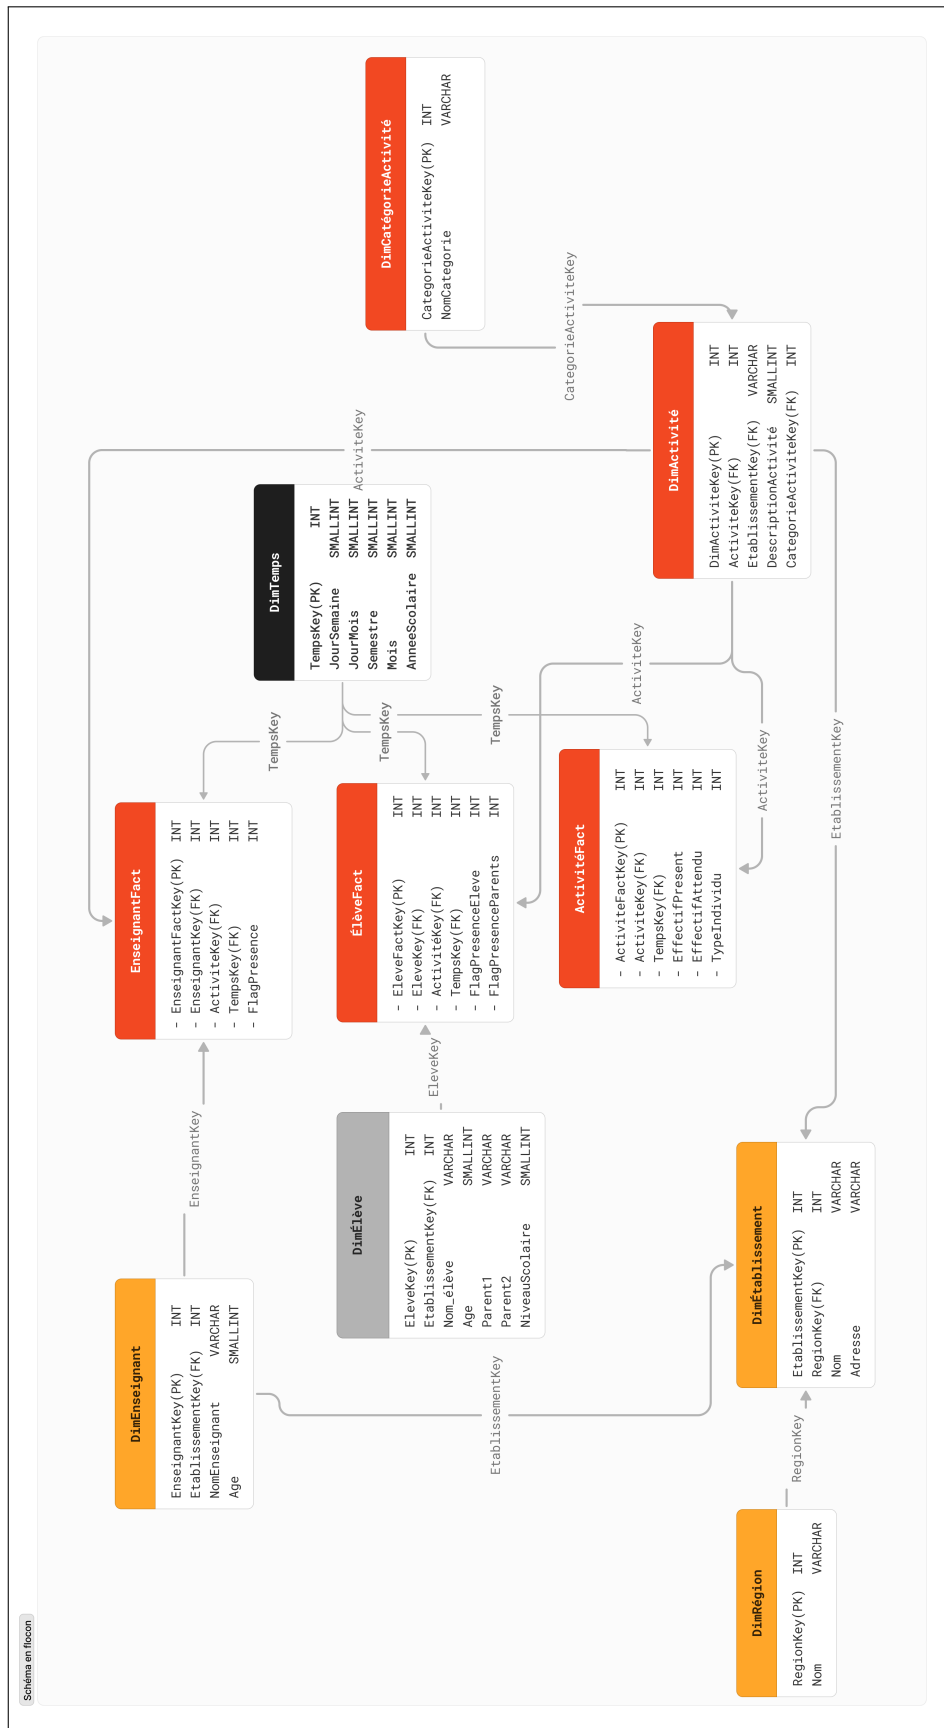 Schéma en flocon
DimRégion
RegionKey(PK) INT
Nom VARCHAR
RegionKey
DimEnseignant
EnseignantKey(PK) INT
EtablissementKey(FK) INT
NomEnseignant VARCHAR
Age SMALLINT
EnseignantKey
EtablissementKey
DimÉtablissement
EtablissementKey(PK) INT
RegionKey(FK) INT
Nom VARCHAR
Adresse VARCHAR
DimÉlève
EleveKey(PK) INT
EtablissementKey(FK) INT
Nom_élève VARCHAR
Age SMALLINT
Parent1 VARCHAR
Parent2 VARCHAR
NiveauScolaire SMALLINT
EleveKey
EnseignantFact
- EnseignantFactKey(PK) INT
- EnseignantKey(FK) INT
- ActiviteKey(FK) INT
- TempsKey(FK) INT
- FlagPresence INT
ÉlèveFact
- EleveFactKey(PK) INT
- EleveKey(FK) INT
- ActivitéKey(FK) INT
- TempsKey(FK) INT
- FlagPresenceEleve INT
- FlagPresenceParents INT
ActivitéFact
- ActiviteFactKey(PK) INT
- ActiviteKey(FK) INT
- TempsKey(FK) INT
- EffectifPresent INT
- EffectifAttendu INT
- TypeIndividu INT
TempsKey
TempsKey
TempsKey
ActiviteKey
ActiviteKey
EtablissementKey
DimTemps
TempsKey(PK) INT
JourSemaine SMALLINT
JourMois SMALLINT
Semestre SMALLINT
Mois SMALLINT
AnneeScolaire SMALLINT
ActiviteKey
DimActivité
DimActiviteKey(PK) INT
ActiviteKey(FK) INT
EtablissementKey(FK) VARCHAR
DescriptionActivité SMALLINT
CategorieActiviteKey(FK) INT
CategorieActiviteKey
DimCatégorieActivité
CategorieActiviteKey(PK) INT
NomCategorie VARCHAR